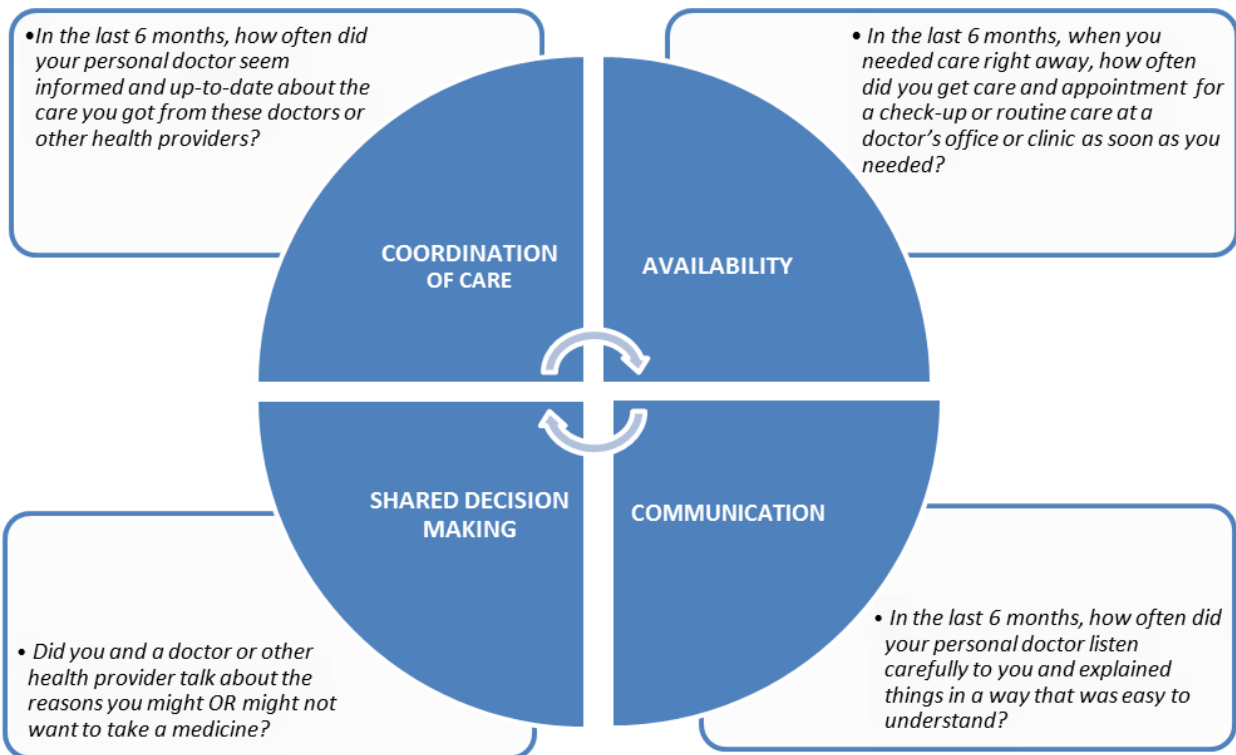 •In the last 6 months, how often did
your personal doctor seem
informed and up-to-date about the
care you got from these doctors or
other health providers?
• In the last 6 months, when you
needed care right away, how often
did you get care and appointment for
a check-up or routine care at a
doctor's office or clinic as soon as you
needed?
COORDINATION
OF CARE
AVAILABILITY
SHARED DECISION
MAKING
COMMUNICATION
• Did you and a doctor or other
health provider talk about the
reasons you might OR might not
want to take a medicine?
• In the last 6 months, how often did
your personal doctor listen
carefully to you and explained
things in a way that was easy to
understand?